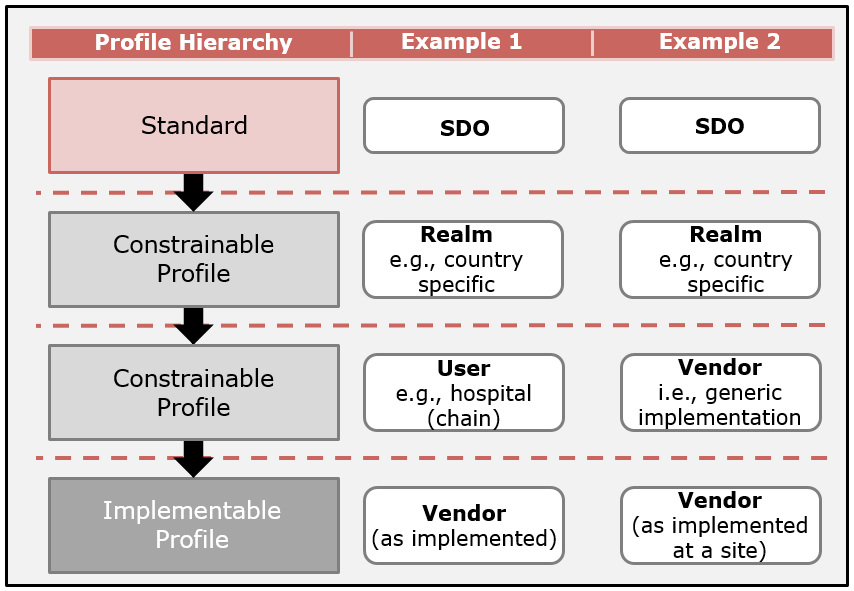 Profile Hierarchy
Example 1
Example 2
Standard
SDO
SDO
Constrainable
Profile
Realm
e.g., country
specific
Realm
e.g., country
specific
Constrainable
Profile
User
e.g., hospital
(chain)
Vendor
i.e., generic
implementation
Implementable
Profile
Vendor
(as implemented)
Vendor
(as implemented
at a site)